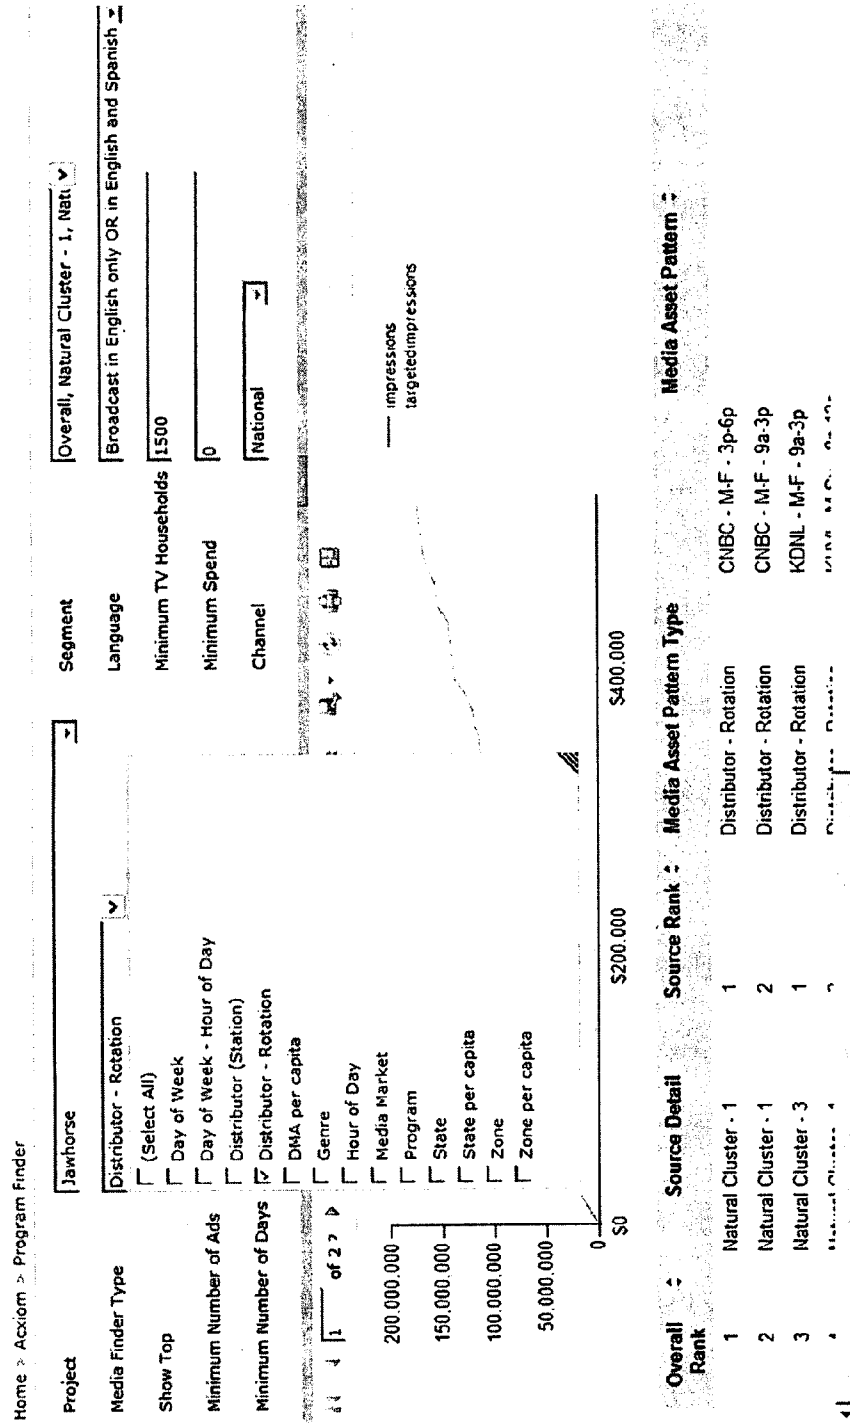 Home > Acxiom > Program Finder
Project Jawhorse Segment Overall, Natural Cluster - 1, Natu
Media Finder Type Distributor - Rotation Language Broadcast in English only OR in English and Spanish
Show Top Minimum TV Households 1500
Minimum Number of Ads Minimum Spend 0
Minimum Number of Days Channel National
(Select All)
Day of Week
Day of Week - Hour of Day
Distributor (Station)
Distributor - Rotation
DMA per capita
Genre
Hour of Day
Media Market
Program
State
State per capita
Zone
Zone per capita
1 of 2 ?
impressions
targetedimpressions
200.000.000
150.000.000
100.000.000
50,000.000
0
$0 $200.000 $400.000
Overall Rank Source Detail Source Rank Media Asset Pattern Type Media Asset Pattern
1 Natural Cluster - 1 1 Distributor - Rotation CNBC - M-F - 3p-6p
2 Natural Cluster - 1 2 Distributor - Rotation CNBC - M-F - 9a-3p
3 Natural Cluster - 3 1 Distributor - Rotation KDNL - M-F - 9a-3p